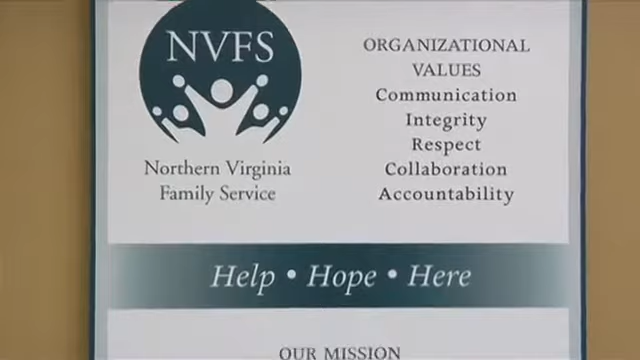 NVFS
Northern Virginia
Family Service
ORGANIZATIONAL
VALUES
Communication
Integrity
Respect
Collaboration
Accountability
Help • Hope • Here
OUR MISSION